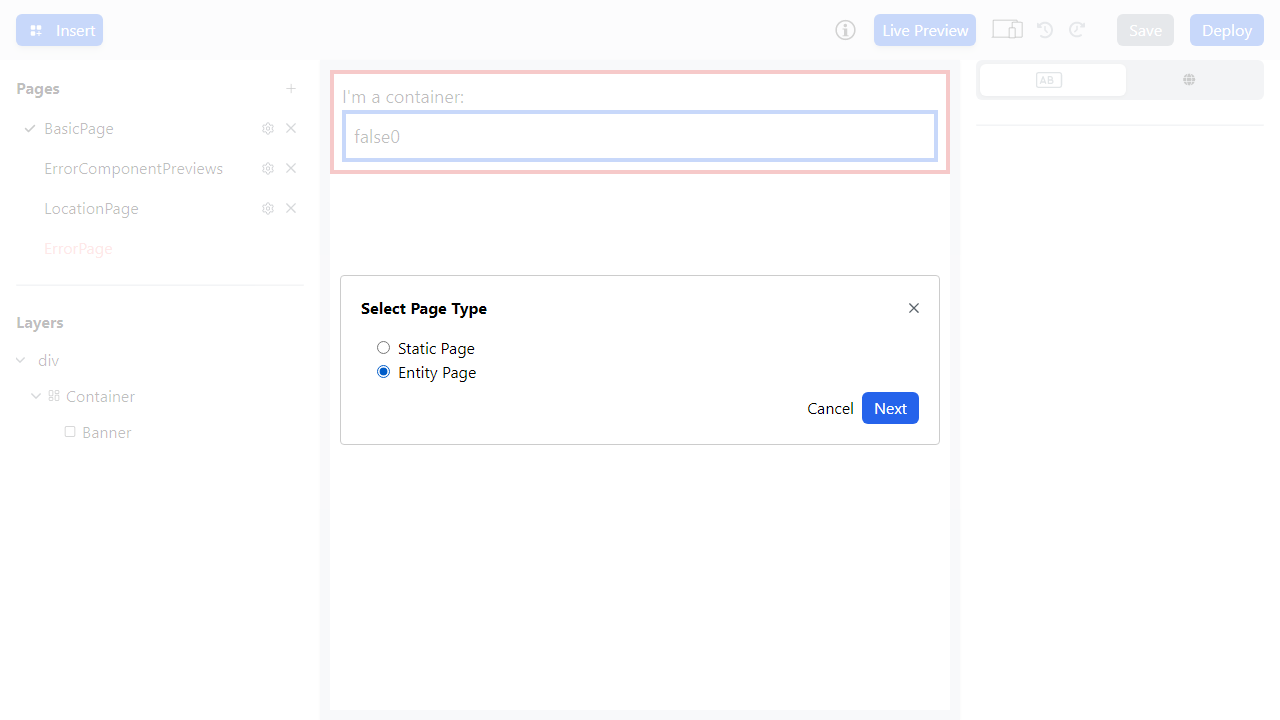 Insert
Live Preview
Save
Deploy
Pages
BasicPage
ErrorComponentPreviews
LocationPage
ErrorPage
Layers
div
Container
Banner
I'm a container:
false0
Select Page Type
Static Page
Entity Page
Cancel
Next
AB